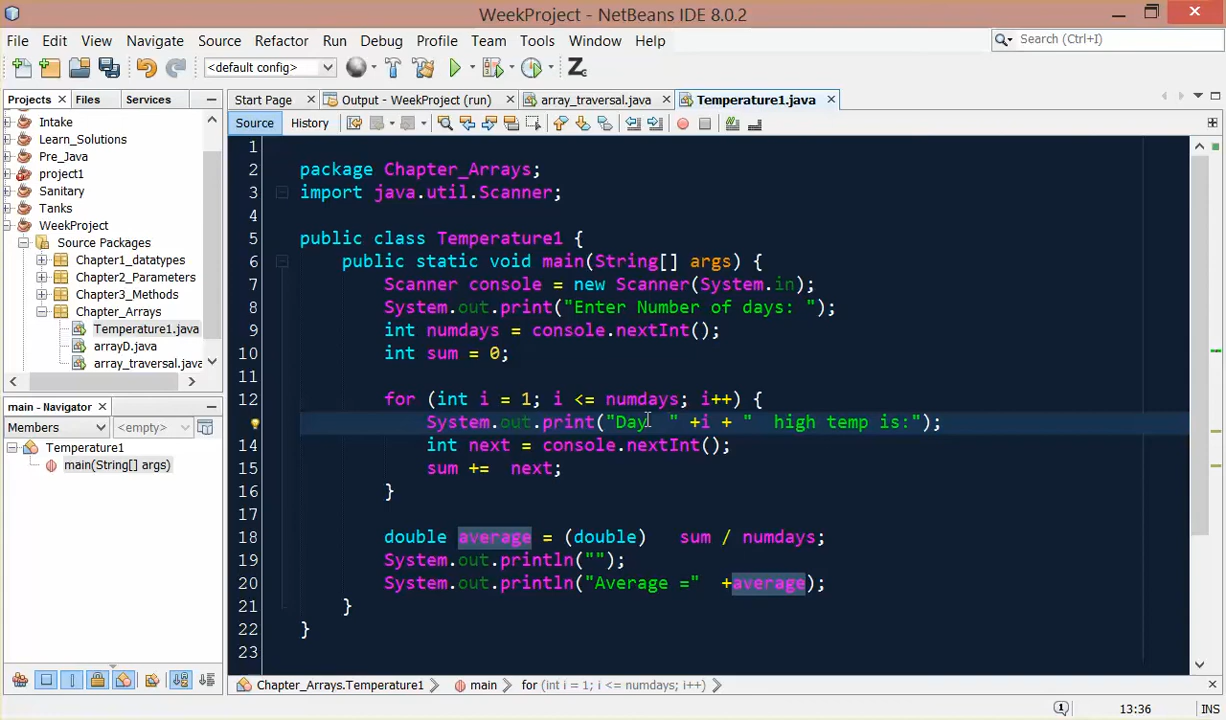 WeekProject - NetBeans IDE 8.0.2
File Edit View Navigate Source Refactor Run Debug Profile Team Tools Window Help
Search (Ctrl+I)
<default config>
Projects Files Services
Start Page Output - WeekProject (run) array_traversal.java Temperature1.java
Source History
Intake
Learn_Solutions
Pre_Java
project1
Sanitary
Tanks
WeekProject
Source Packages
Chapter1_datatypes
Chapter2_Parameters
Chapter3_Methods
Chapter_Arrays
Temperature1.java
arrayD.java
array_traversal.java
main - Navigator
Members <empty>
Temperature1
main(String[] args)
1
2 package Chapter_Arrays;
3 import java.util.Scanner;
4
5 public class Temperature1 {
6 public static void main(String[] args) {
7 Scanner console = new Scanner(System.in);
8 System.out.print("Enter Number of days: ");
9 int numdays = console.nextInt();
10 int sum = 0;
11
12 for (int i = 1; i <= numdays; i++) {
System.out.print("Day  " +i + "  high temp is:");
14 int next = console.nextInt();
15 sum +=  next;
16 }
17
18 double average = (double)   sum / numdays;
19 System.out.println("");
20 System.out.println("Average ="  +average);
21 }
22 }
23
Chapter_Arrays.Temperature1 main for (int i = 1; i <= numdays; i++)
1 13:36 INS